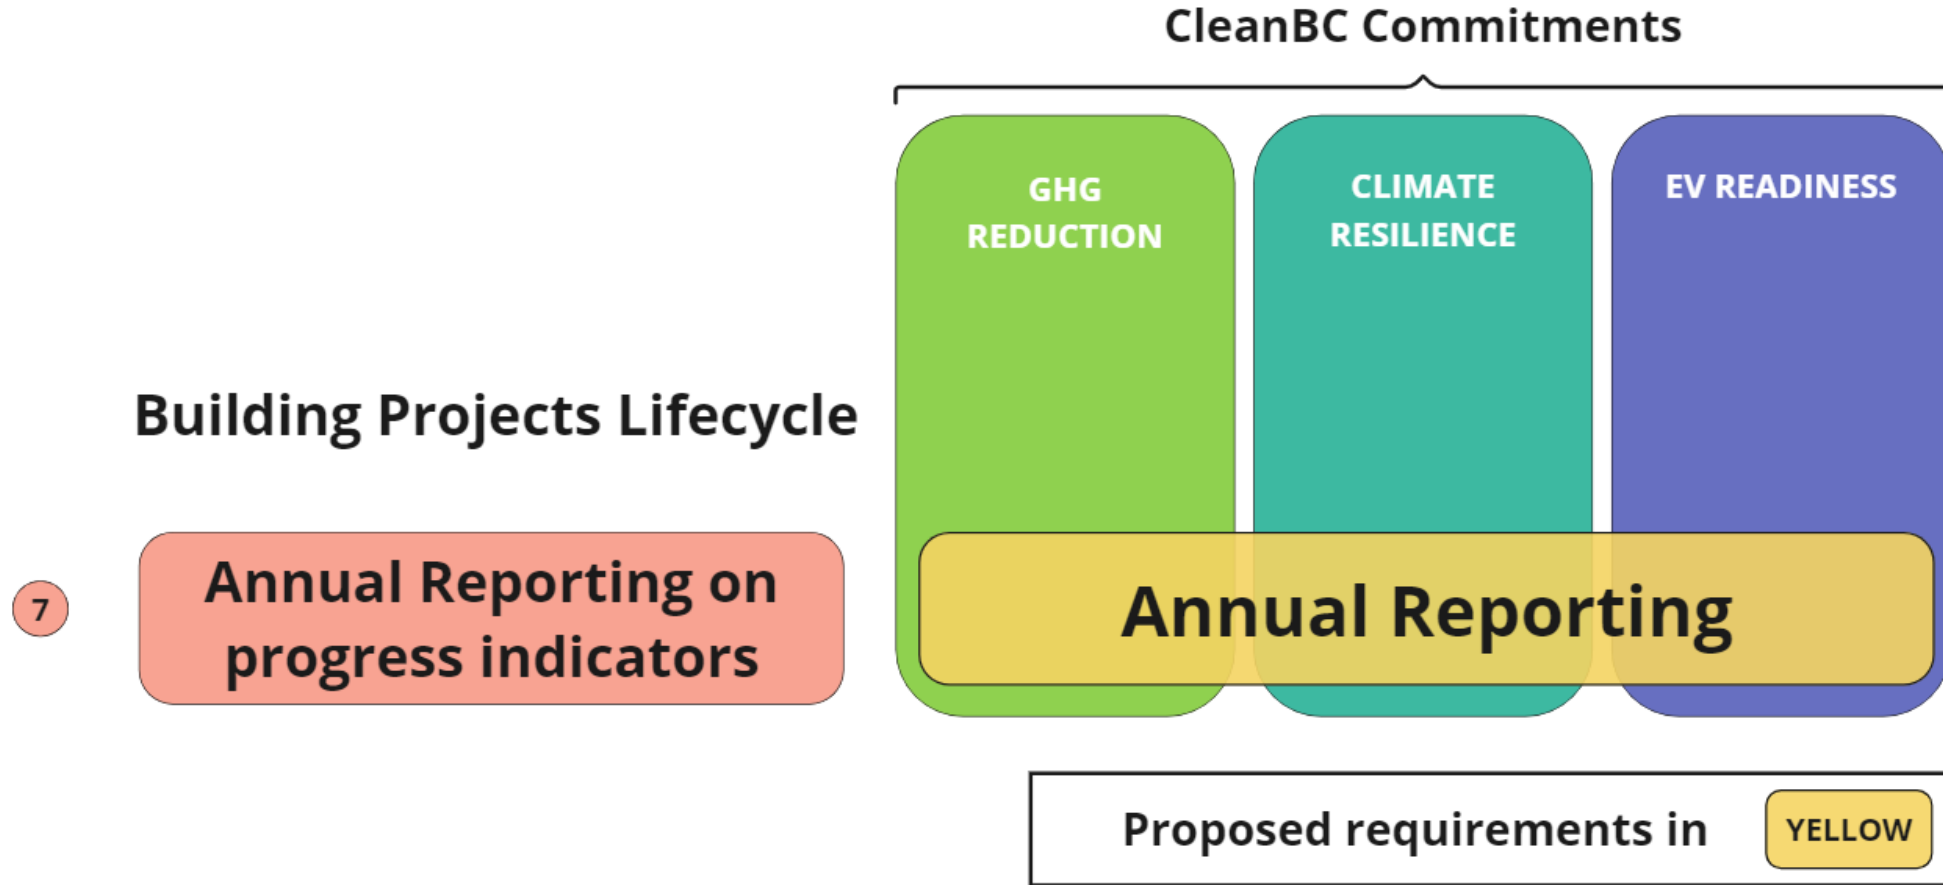 CleanBC Commitments
GHG
REDUCTION
CLIMATE
RESILIENCE
EV READINESS
Building Projects Lifecycle
7
Annual Reporting on
progress indicators
Annual Reporting
Proposed requirements in
YELLOW